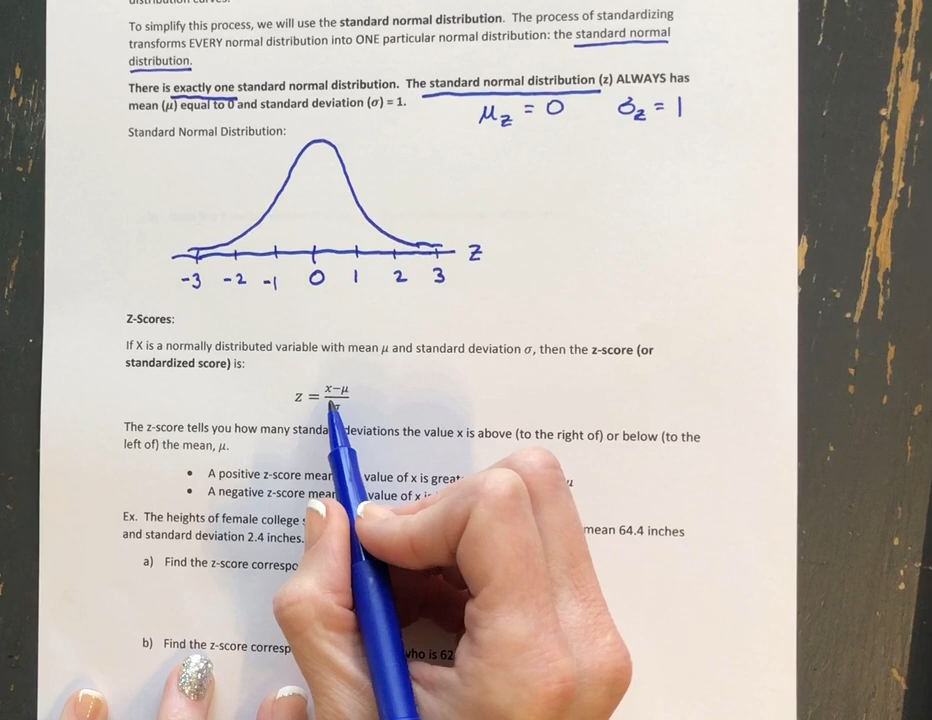 To simplify this process, we will use the standard normal distribution. The process of standardizing
transforms EVERY normal distribution into ONE particular normal distribution: the standard normal
distribution.
There is exactly one standard normal distribution. The standard normal distribution (z) ALWAYS has
mean (μ) equal to 0 and standard deviation (σ) = 1.
μz = 0 σz = 1
Standard Normal Distribution:
z
-3 -2 -1 0 1 2 3
Z-Scores:
If X is a normally distributed variable with mean μ and standard deviation σ, then the z-score (or
standardized score) is:
z = x−μ / σ
The z-score tells you how many deviations the value x is above (to the right of) or below (to the
left of) the mean, μ.
• A positive z-score value of x is
• A negative z-score value of x
Ex. The heights of female college mean 64.4 inches
and standard deviation 2.4 inches.
a) Find the z-score
b) Find the z-score who is 62